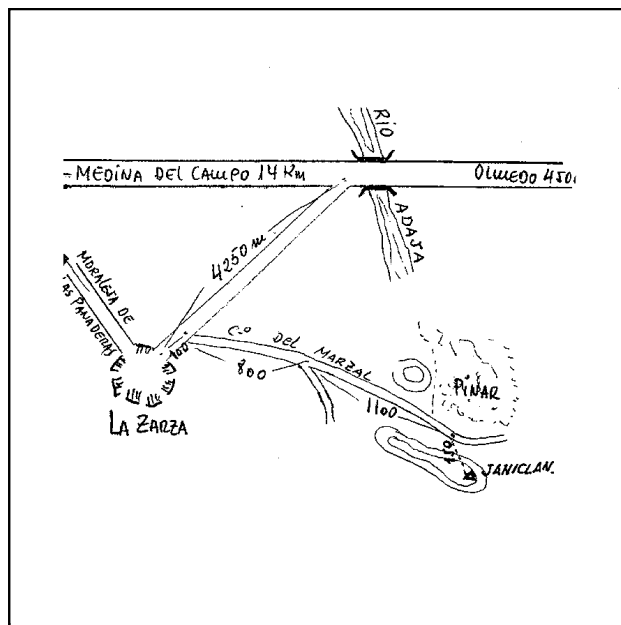 RIO
- MEDINA DEL CAMPO 14 Km
OLMEDO 450
ADAJA
4250 m
MORALEJA DE
LAS PANADERAS
100
Cº DEL MARZAL
800
1100
PINAR
150
JANICLAN.
LA ZARZA